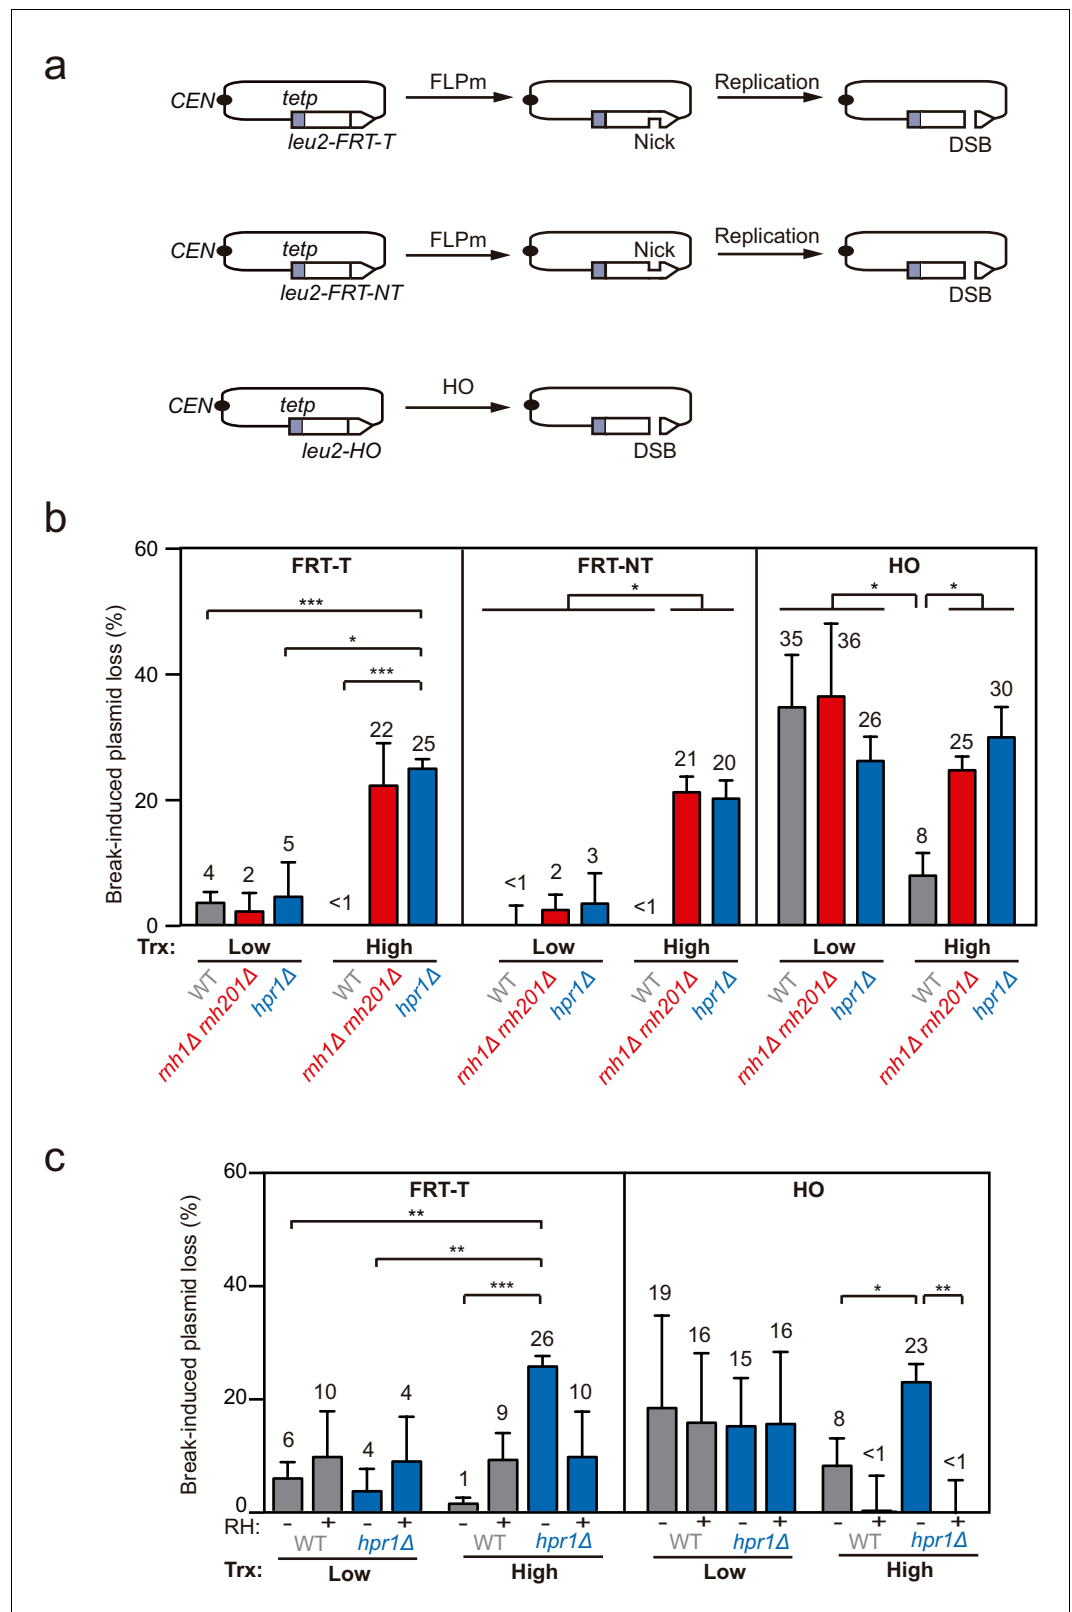 a
CEN tetp FLPm Replication
leu2-FRT-T Nick DSB
CEN tetp FLPm Nick Replication
leu2-FRT-NT DSB
CEN tetp HO
leu2-HO DSB
b
Break-induced plasmid loss (%)
60
40
20
0
FRT-T FRT-NT HO
*** * ***
* * *
4 2 5 <1 22 25
<1 2 3 <1 21 20
35 36 26 8 25 30
Trx: Low High Low High Low High
WT rnh1Δ rnh201Δ hpr1Δ WT rnh1Δ rnh201Δ hpr1Δ
WT rnh1Δ rnh201Δ hpr1Δ WT rnh1Δ rnh201Δ hpr1Δ
WT rnh1Δ rnh201Δ hpr1Δ WT rnh1Δ rnh201Δ hpr1Δ
c
Break-induced plasmid loss (%)
60
40
20
0
FRT-T HO
** ** ***
* **
6 10 4 4 1 9 26 10
19 16 15 16 8 <1 23 <1
RH: - + - + - + - + - + - + - + - +
WT hpr1Δ WT hpr1Δ WT hpr1Δ WT hpr1Δ
Trx: Low High Low High